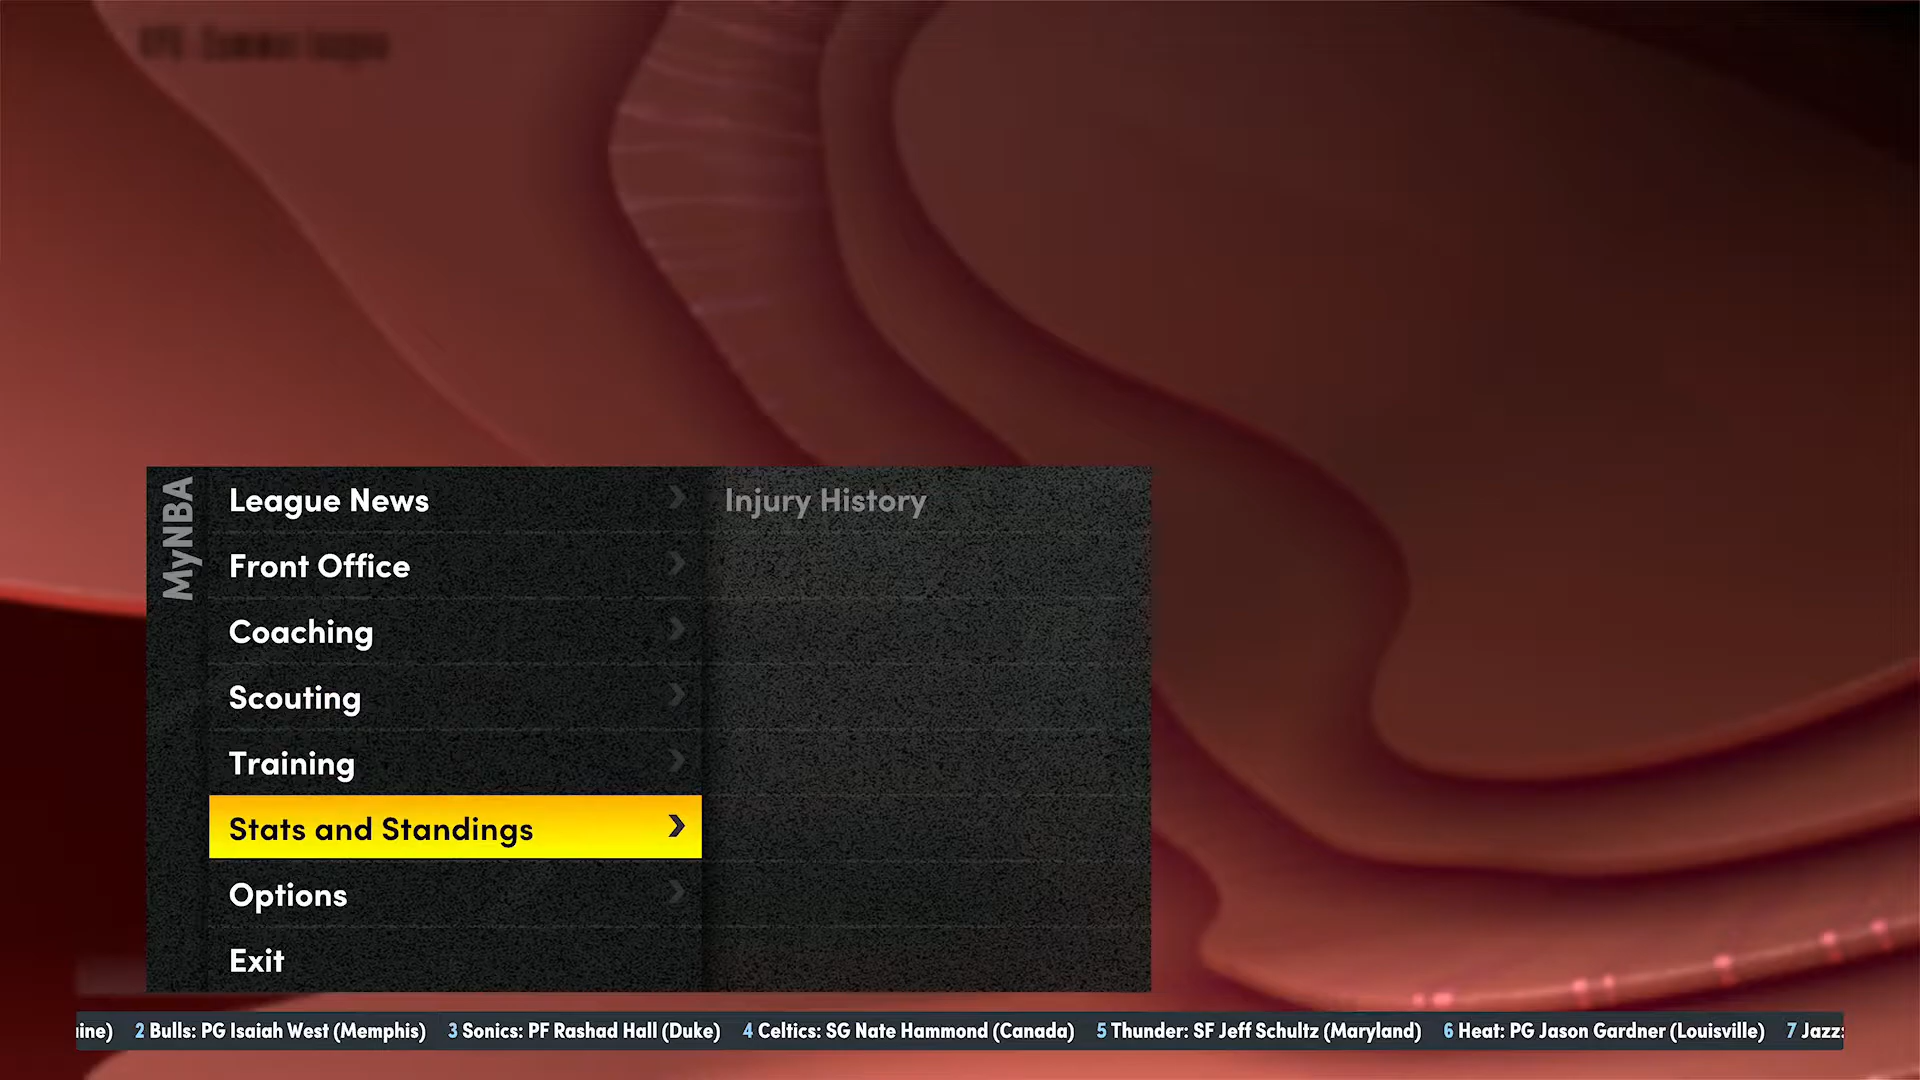 MyNBA
League News
Injury History
Front Office
Coaching
Scouting
Training
Stats and Standings
Options
Exit
2 Bulls: PG Isaiah West (Memphis) 3 Sonics: PF Rashad Hall (Duke) 4 Celtics: SG Nate Hammond (Canada) 5 Thunder: SF Jeff Schultz (Maryland) 6 Heat: PG Jason Gardner (Louisville) 7 Jazz: